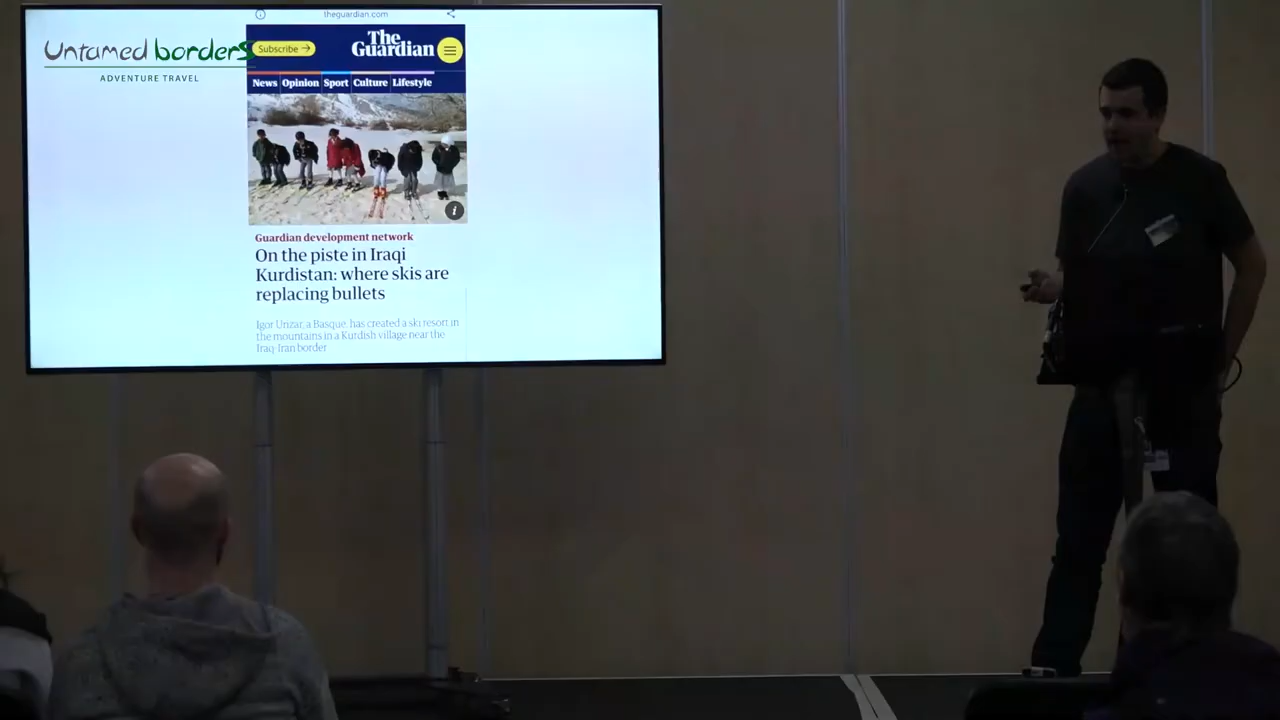 theguardian.com
Untamed borders
ADVENTURE TRAVEL
Subscribe →
The
Guardian
News Opinion Sport Culture Lifestyle
i
Guardian development network
On the piste in Iraqi
Kurdistan: where skis are
replacing bullets
Igor Unzar, a Basque, has created a ski resort in
the mountains in a Kurdish village near the
Iraq-Iran border